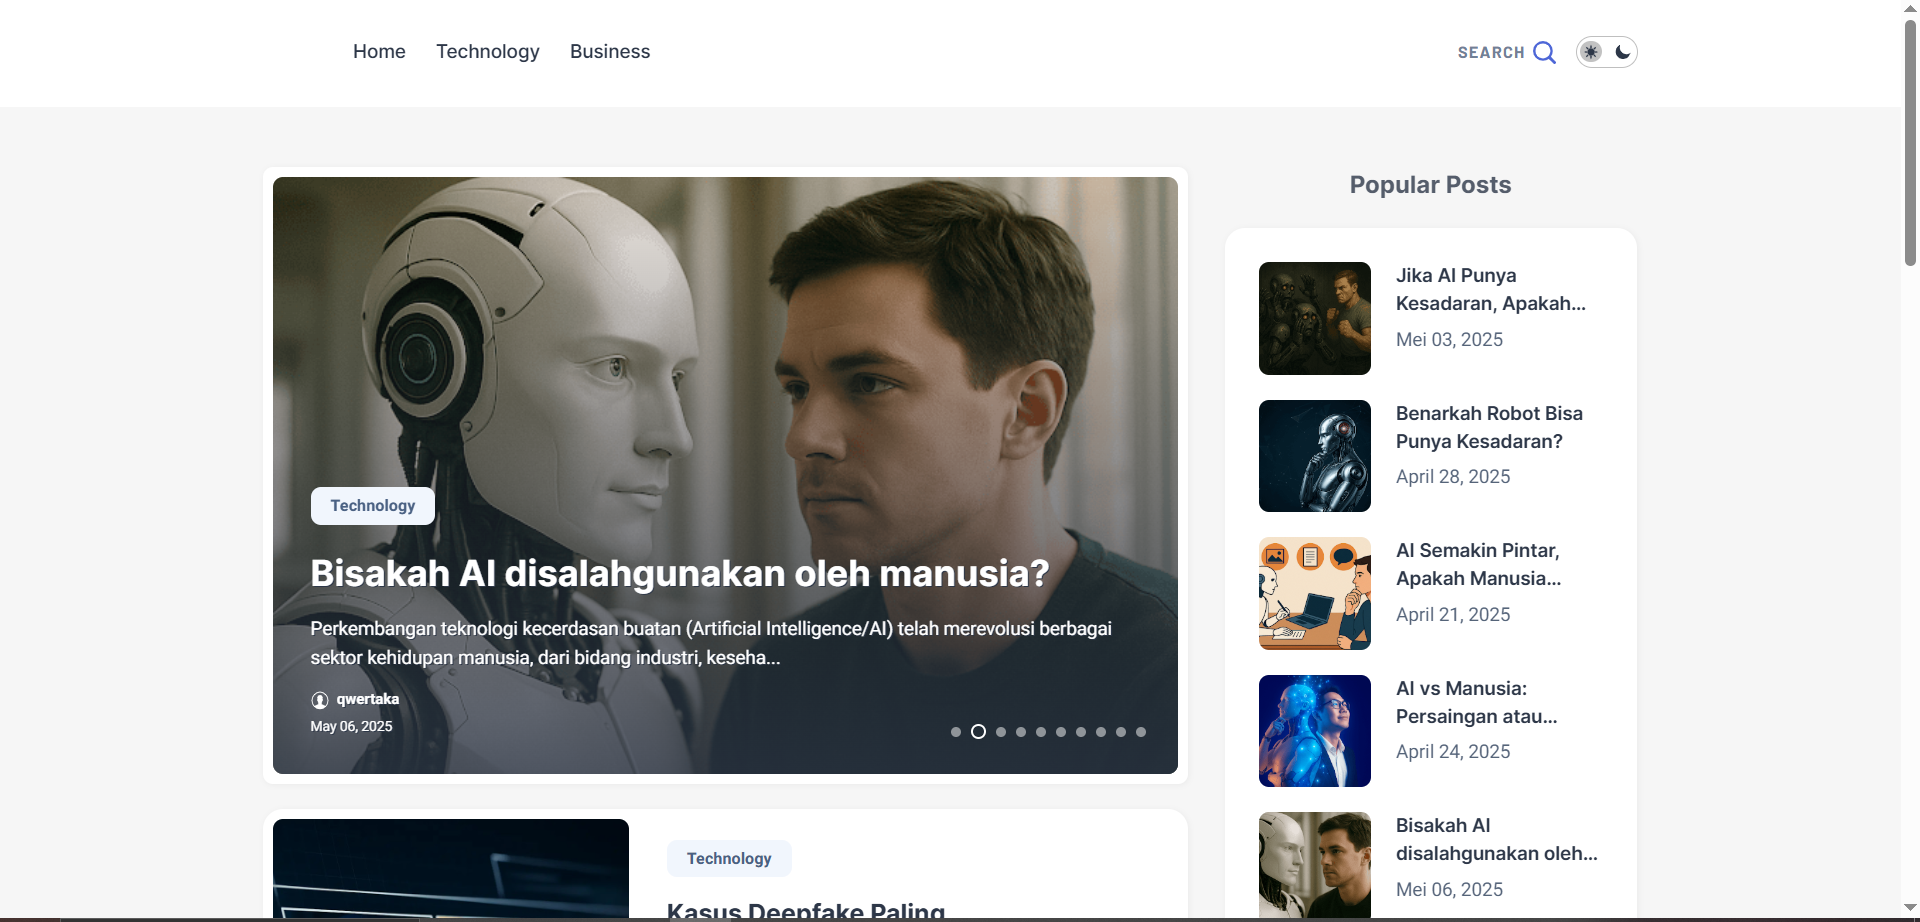 Home Technology Business
SEARCH
Technology
Bisakah AI disalahgunakan oleh manusia?
Perkembangan teknologi kecerdasan buatan (Artificial Intelligence/AI) telah merevolusi berbagai
sektor kehidupan manusia, dari bidang industri, keseha...
qwertaka
May 06, 2025
Technology
Kasus Deepfake Paling
Popular Posts
Jika AI Punya
Kesadaran, Apakah...
Mei 03, 2025
Benarkah Robot Bisa
Punya Kesadaran?
April 28, 2025
AI Semakin Pintar,
Apakah Manusia...
April 21, 2025
AI vs Manusia:
Persaingan atau...
April 24, 2025
Bisakah AI
disalahgunakan oleh...
Mei 06, 2025